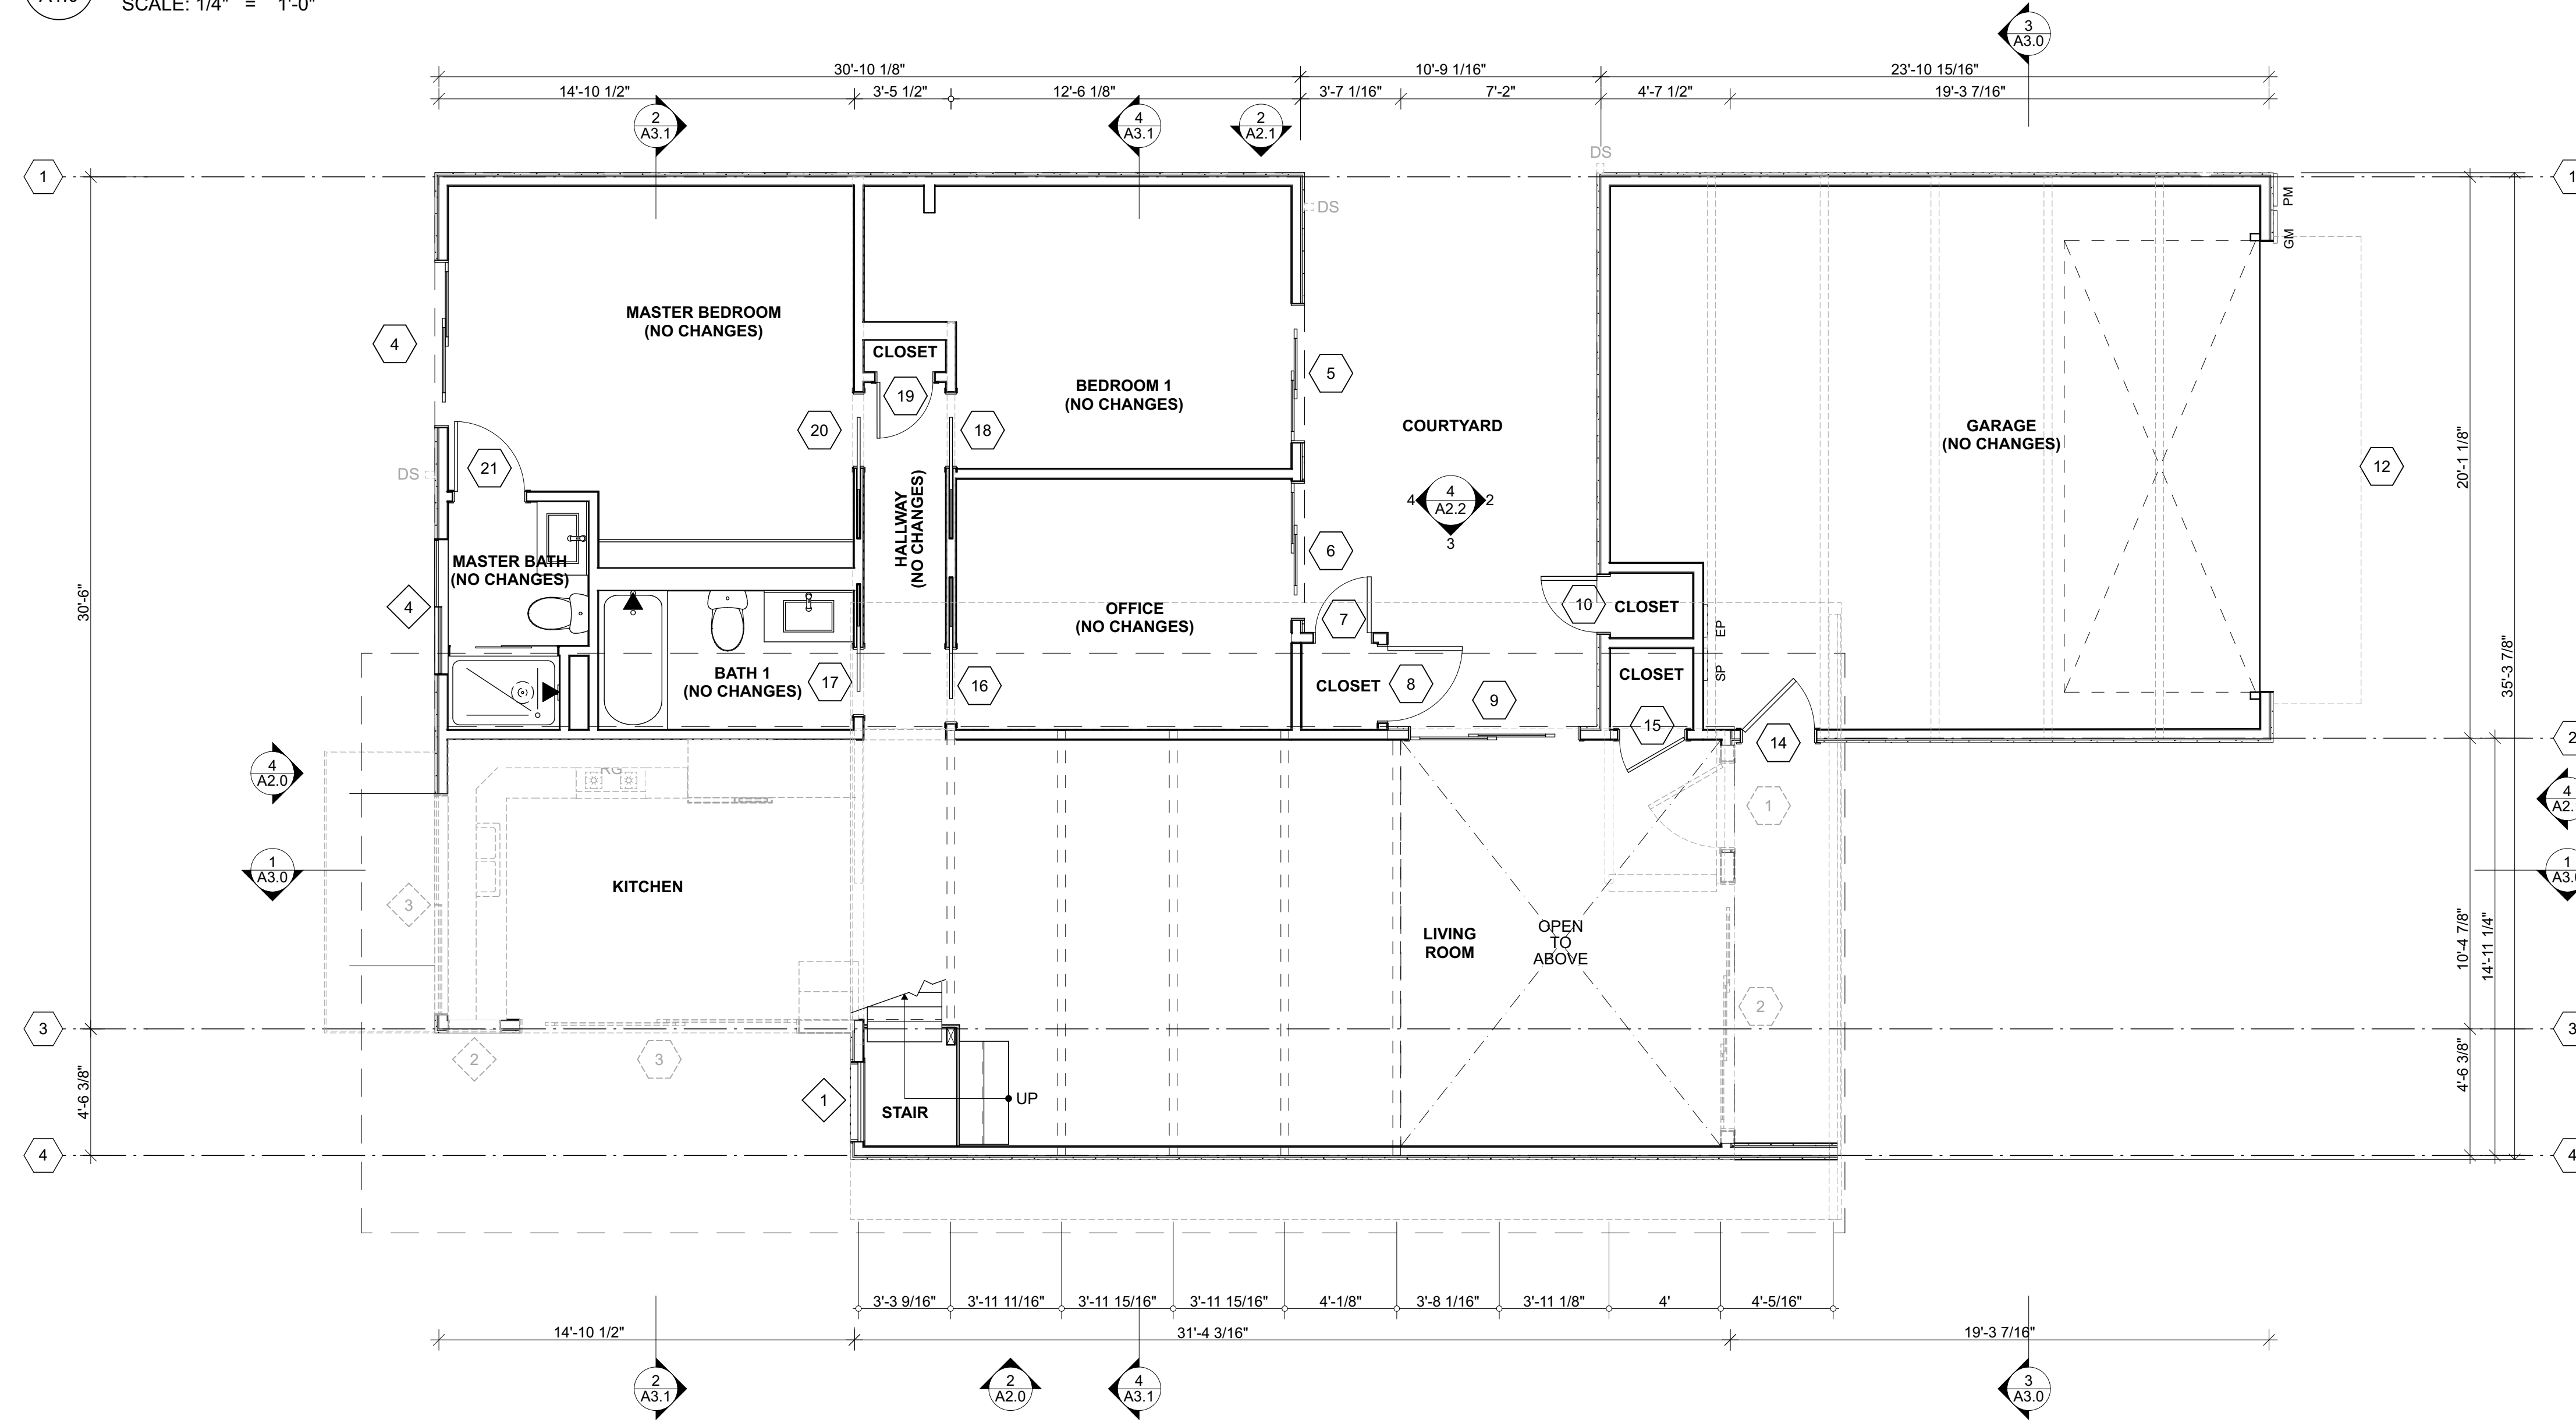 SCALE: 1/4" = 1'-0"
3
A3.0
30'-10 1/8"
10'-9 1/16"
23'-10 15/16"
14'-10 1/2"
3'-5 1/2"
12'-6 1/8"
3'-7 1/16"
7'-2"
4'-7 1/2"
19'-3 7/16"
2
A3.1
4
A3.1
2
A2.1
DS
1
1
PM
DS
GM
MASTER BEDROOM
(NO CHANGES)
4
CLOSET
5
BEDROOM 1
(NO CHANGES)
19
20
18
COURTYARD
GARAGE
(NO CHANGES)
20'-1 1/8"
12
21
DS
4
4
A2.2
2
3
HALLWAY
(NO CHANGES)
6
MASTER BATH
(NO CHANGES)
30'-6"
4
OFFICE
(NO CHANGES)
7
10
CLOSET
EP
35'-3 7/8"
BATH 1
(NO CHANGES)
17
16
CLOSET
8
9
CLOSET
SP
15
14
2
4
A2.0
4
A2.
RG
1
1
A3.0
1
A3.
KITCHEN
3
LIVING
ROOM
OPEN
TO
ABOVE
10'-4 7/8"
14'-11 1/4"
2
3
3
2
3
4'-6 3/8"
4'-6 3/8"
1
STAIR
UP
4
4
3'-3 9/16"
3'-11 11/16"
3'-11 15/16"
3'-11 15/16"
4'-1/8"
3'-8 1/16"
3'-11 1/8"
4'
4'-5/16"
14'-10 1/2"
31'-4 3/16"
19'-3 7/16"
2
A3.1
2
A2.0
4
A3.1
3
A3.0